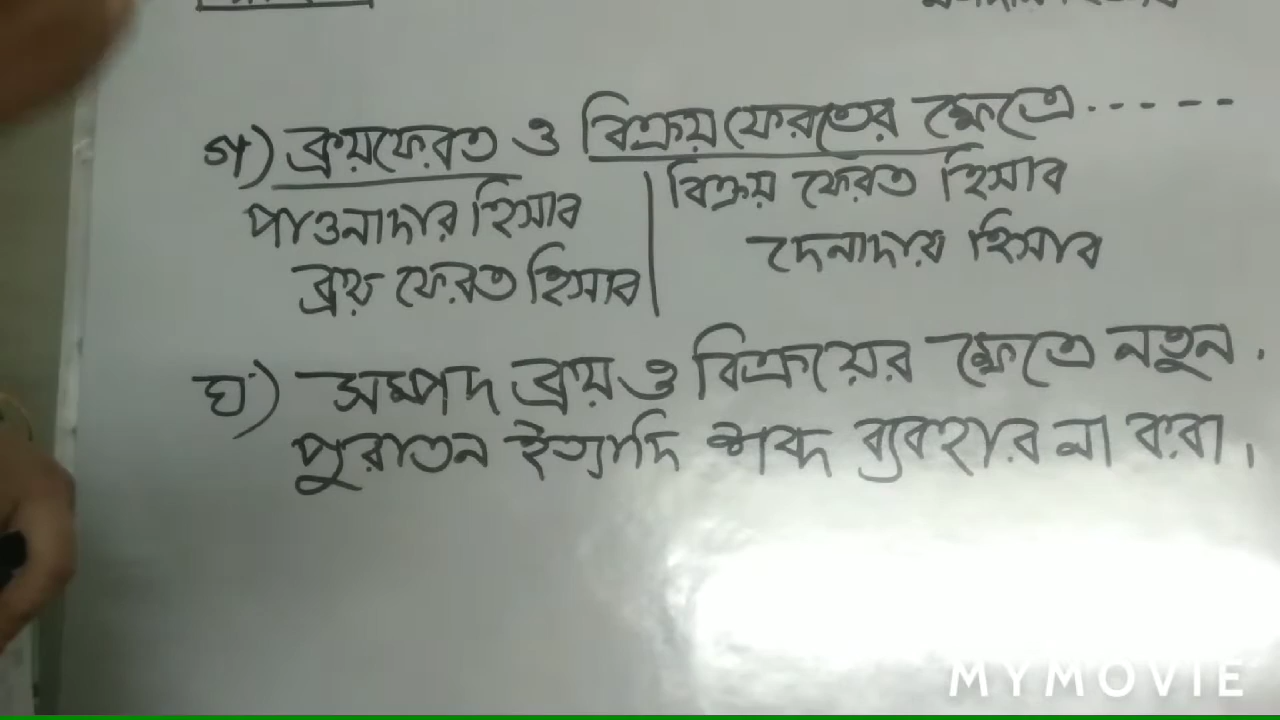 গ) ক্রয়ফেরত ও বিক্রয়ফেরতের ক্ষেত্রে.....
পাওনাদার হিসাব
ক্রয় ফেরত হিসাব
বিক্রয় ফেরত হিসাব
দেনাদার হিসাব
ঘ) সম্পদ ক্রয় ও বিক্রয়ের ক্ষেত্রে নতুন.
পুরাতন ইত্যাদি শব্দ ব্যবহার না করা।
MYMOVIE